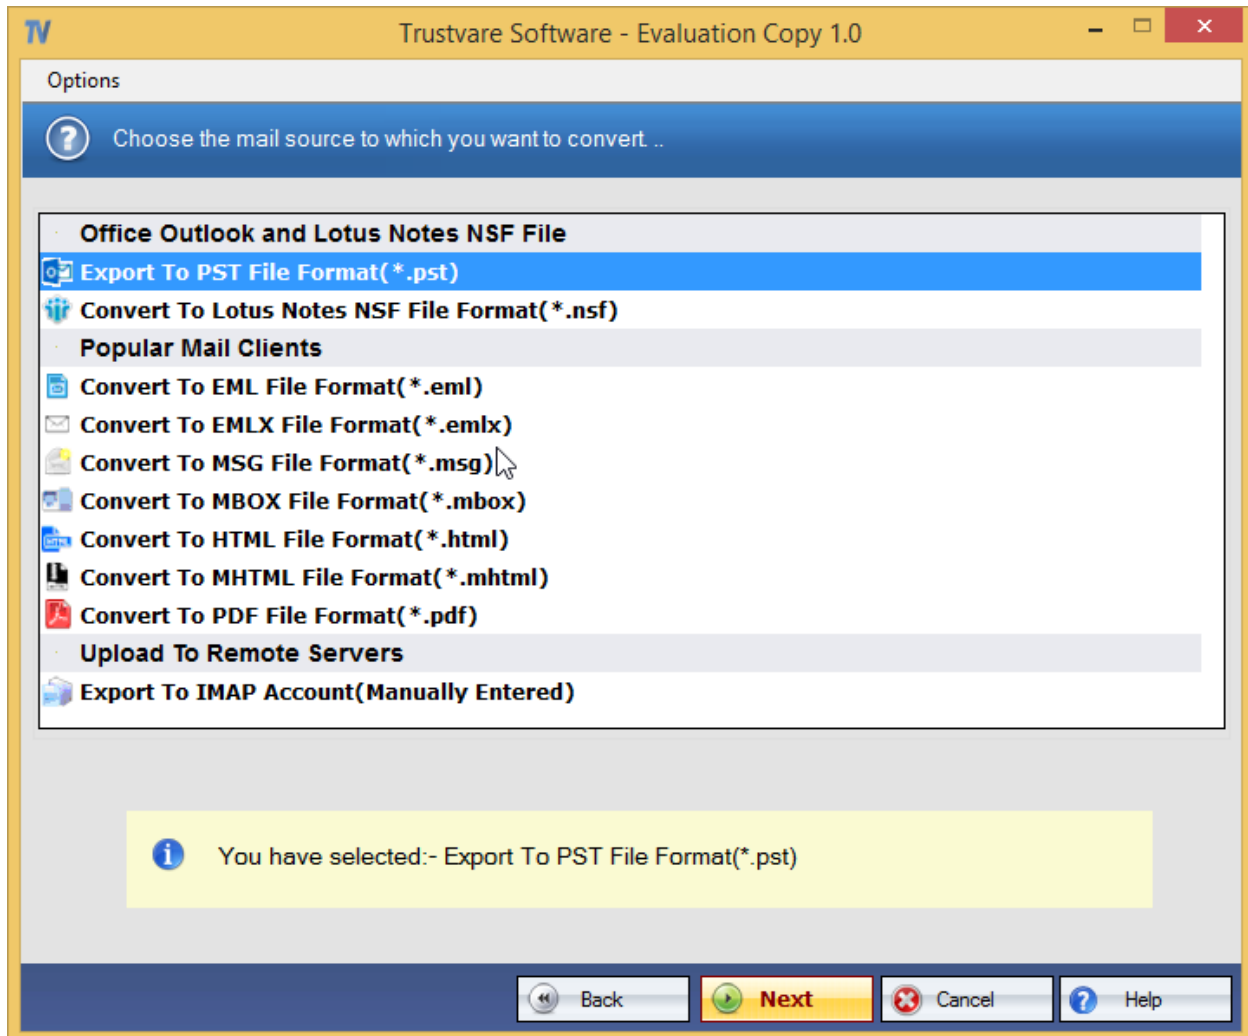 TV
Trustvare Software - Evaluation Copy 1.0
Options
? Choose the mail source to which you want to convert. ..
Office Outlook and Lotus Notes NSF File
Export To PST File Format(*.pst)
Convert To Lotus Notes NSF File Format(*.nsf)
Popular Mail Clients
Convert To EML File Format(*.eml)
Convert To EMLX File Format(*.emlx)
Convert To MSG File Format(*.msg)
Convert To MBOX File Format(*.mbox)
Convert To HTML File Format(*.html)
Convert To MHTML File Format(*.mhtml)
Convert To PDF File Format(*.pdf)
Upload To Remote Servers
Export To IMAP Account(Manually Entered)
You have selected:- Export To PST File Format(*.pst)
Back Next Cancel ? Help